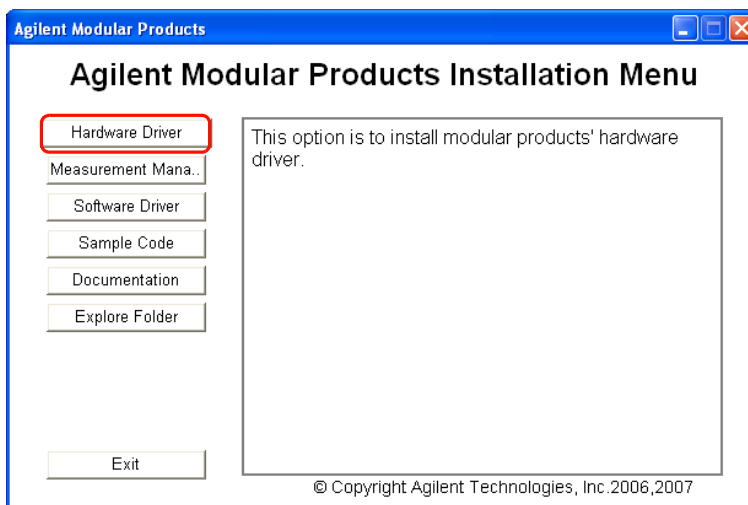 Agilent Modular Products
Agilent Modular Products Installation Menu
Hardware Driver
Measurement Mana..
Software Driver
Sample Code
Documentation
Explore Folder
Exit
This option is to install modular products' hardware
driver.
© Copyright Agilent Technologies, Inc.2006,2007